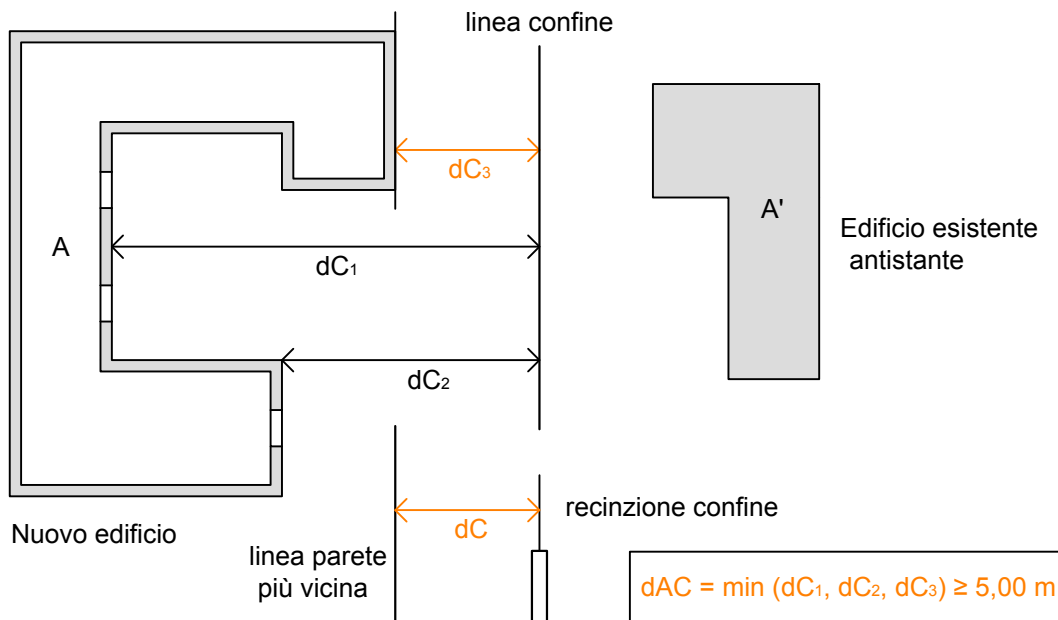 linea confine
dC₃
A
A'
Edificio esistente
antistante
dC₁
dC₂
recinzione confine
dC
Nuovo edificio
linea parete
più vicina
dAC = min (dC₁, dC₂, dC₃) ≥ 5,00 m